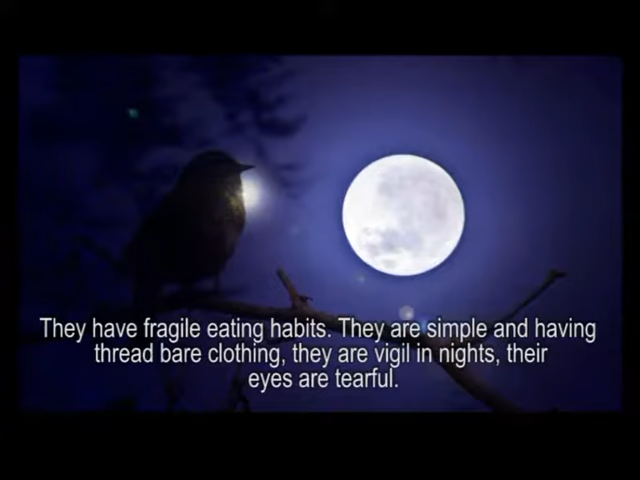 They have fragile eating habits. They are simple and having
thread bare clothing, they are vigil in nights, their
eyes are tearful.